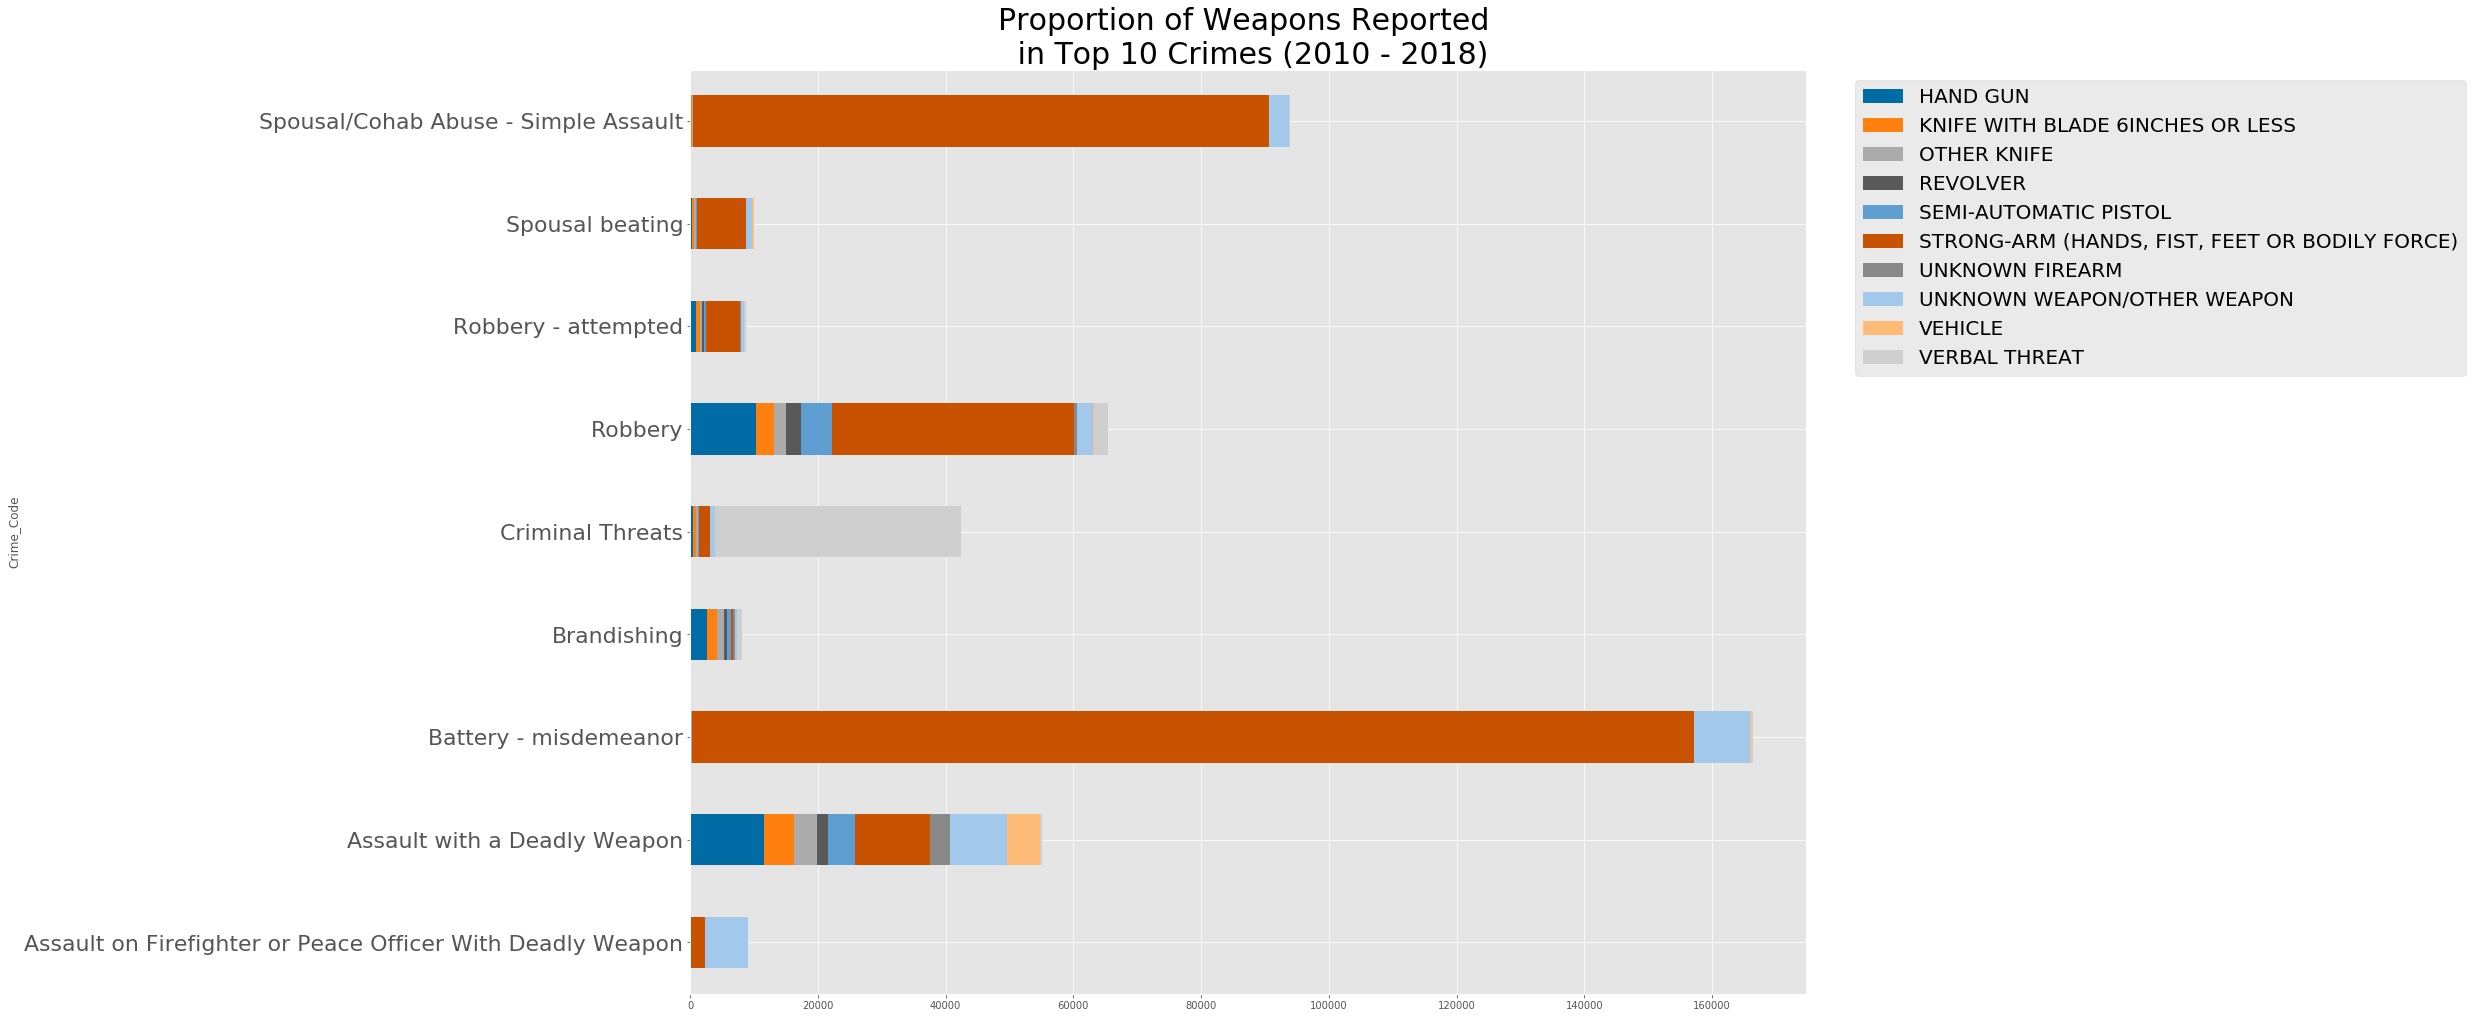 Proportion of Weapons Reported
in Top 10 Crimes (2010 - 2018)
Spousal/Cohab Abuse - Simple Assault
Spousal beating
Robbery - attempted
Robbery
Criminal Threats
Brandishing
Battery - misdemeanor
Assault with a Deadly Weapon
Assault on Firefighter or Peace Officer With Deadly Weapon
Crime_Code
0 20000 40000 60000 80000 100000 120000 140000 160000
HAND GUN
KNIFE WITH BLADE 6INCHES OR LESS
OTHER KNIFE
REVOLVER
SEMI-AUTOMATIC PISTOL
STRONG-ARM (HANDS, FIST, FEET OR BODILY FORCE)
UNKNOWN FIREARM
UNKNOWN WEAPON/OTHER WEAPON
VEHICLE
VERBAL THREAT